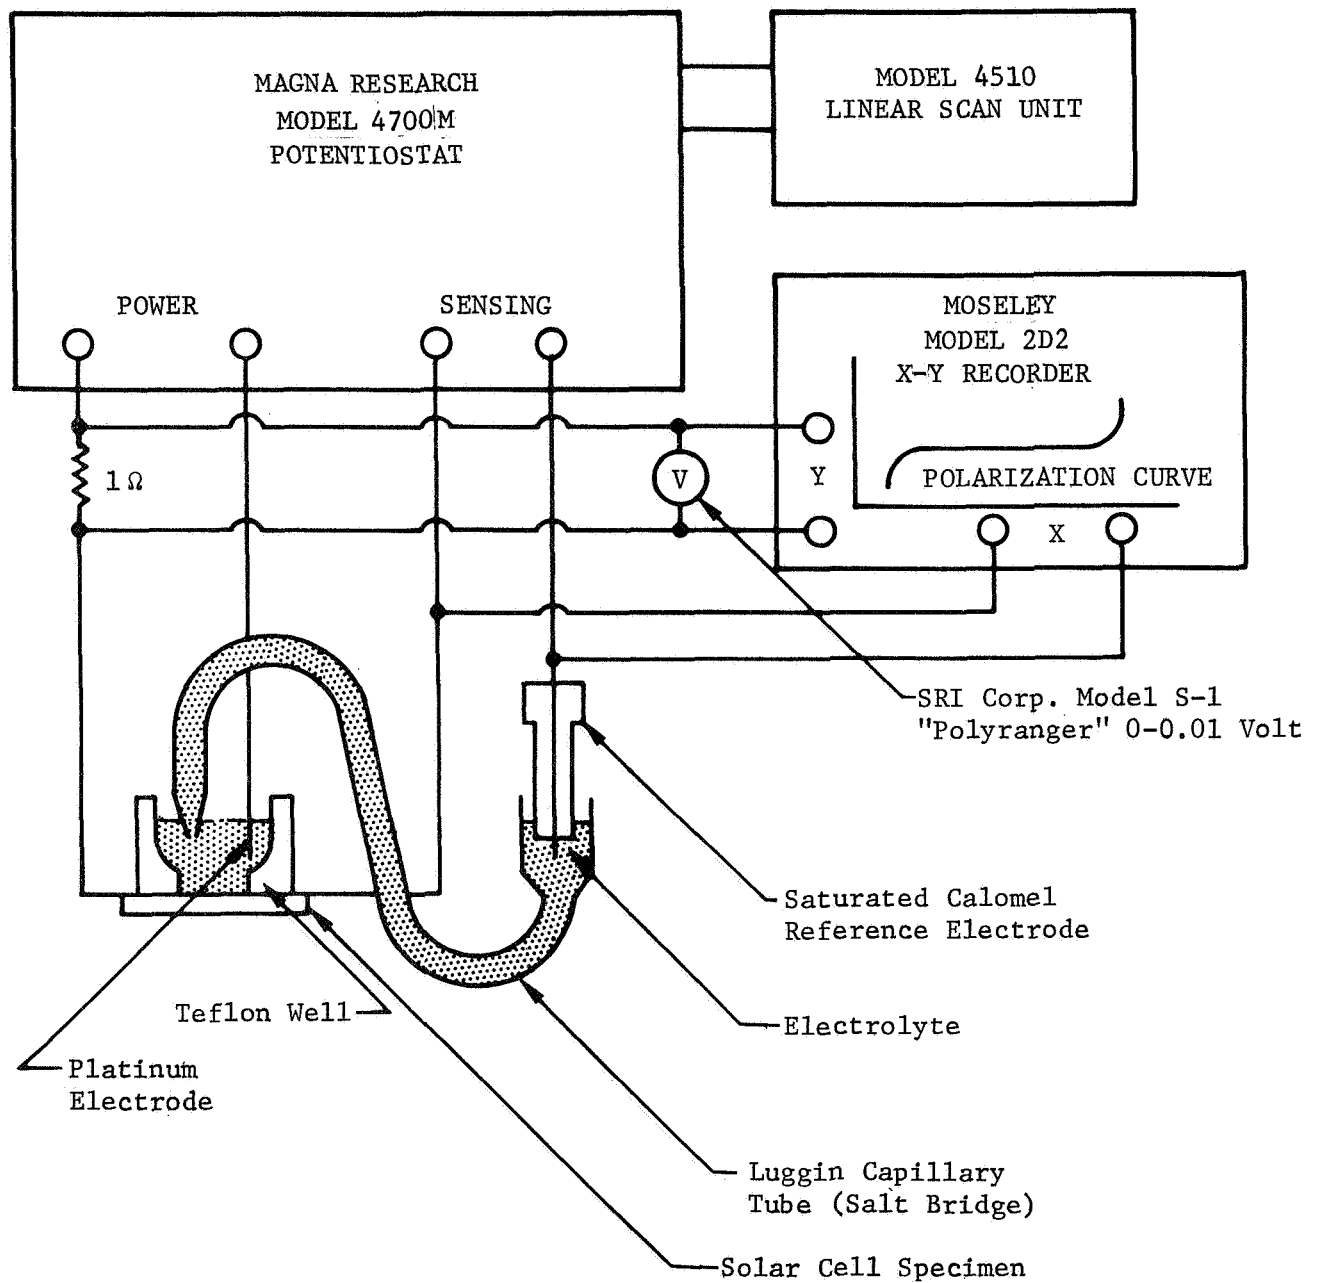 MAGNA RESEARCH
MODEL 4700M
POTENTIOSTAT
MODEL 4510
LINEAR SCAN UNIT
POWER
SENSING
MOSELEY
MODEL 2D2
X-Y RECORDER
1Ω
V
Y
POLARIZATION CURVE
X
SRI Corp. Model S-1
"Polyranger" 0-0.01 Volt
Saturated Calomel
Reference Electrode
Teflon Well
Electrolyte
Platinum
Electrode
Luggin Capillary
Tube (Salt Bridge)
Solar Cell Specimen